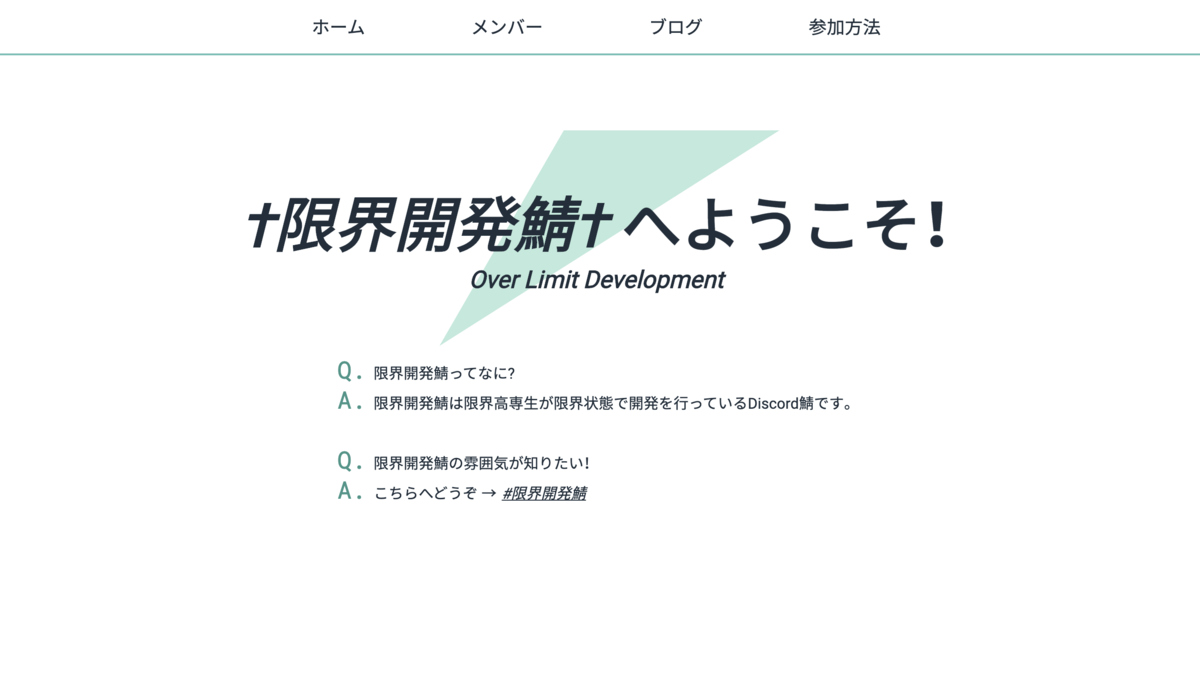 ホーム メンバー ブログ 参加方法
†限界開発鯖† へようこそ!
Over Limit Development
Q. 限界開発鯖ってなに?
A. 限界開発鯖は限界高専生が限界状態で開発を行っているDiscord鯖です。
Q. 限界開発鯖の雰囲気が知りたい!
A. こちらへどうぞ → #限界開発鯖